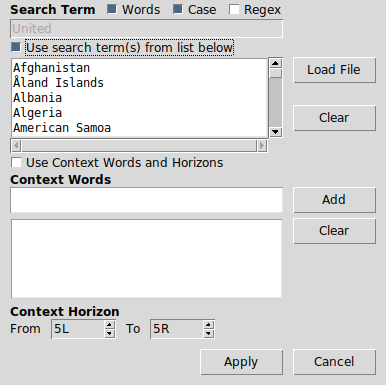 Search Term Words Case Regex
United
Use search term(s) from list below
Afghanistan
Åland Islands
Albania
Algeria
American Samoa
Load File
Clear
Use Context Words and Horizons
Context Words
Add
Clear
Context Horizon
From 5L To 5R
Apply Cancel